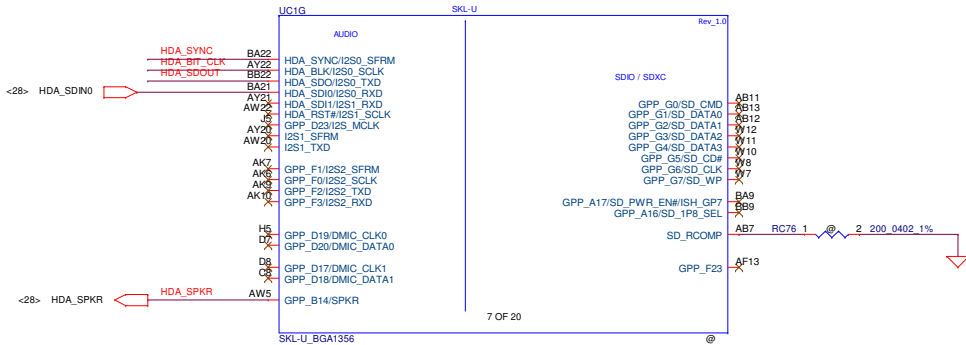 UC1G
SKL-U
Rev_1.0
AUDIO
HDA_SYNC
BA22
HDA_SYNC/I2S0_SFRM
HDA_BIT_CLK
AY22
HDA_BLK/I2S0_SCLK
HDA_SDOUT
BB22
HDA_SDO/I2S0_TXD
<28> HDA_SDIN0
BA21
HDA_SDI0/I2S0_RXD
AY21
HDA_SDI1/I2S1_RXD
AW22
HDA_RST#/I2S1_SCLK
J5
GPP_D23/I2S_MCLK
AY20
I2S1_SFRM
AW20
I2S1_TXD
AK7
GPP_F1/I2S2_SFRM
AK6
GPP_F0/I2S2_SCLK
AK9
GPP_F2/I2S2_TXD
AK10
GPP_F3/I2S2_RXD
H5
GPP_D19/DMIC_CLK0
D7
GPP_D20/DMIC_DATA0
D8
GPP_D17/DMIC_CLK1
C8
GPP_D18/DMIC_DATA1
<28> HDA_SPKR
HDA_SPKR
AW5
GPP_B14/SPKR
SDIO / SDXC
GPP_G0/SD_CMD
AB11
GPP_G1/SD_DATA0
AB13
GPP_G2/SD_DATA1
AB12
GPP_G3/SD_DATA2
W12
GPP_G4/SD_DATA3
W11
GPP_G5/SD_CD#
W10
GPP_G6/SD_CLK
W8
GPP_G7/SD_WP
W7
GPP_A17/SD_PWR_EN#/ISH_GP7
BA9
GPP_A16/SD_1P8_SEL
BB9
SD_RCOMP
AB7
RC76 1 @ 2 200_0402_1%
GPP_F23
AF13
7 OF 20
SKL-U_BGA1356
@